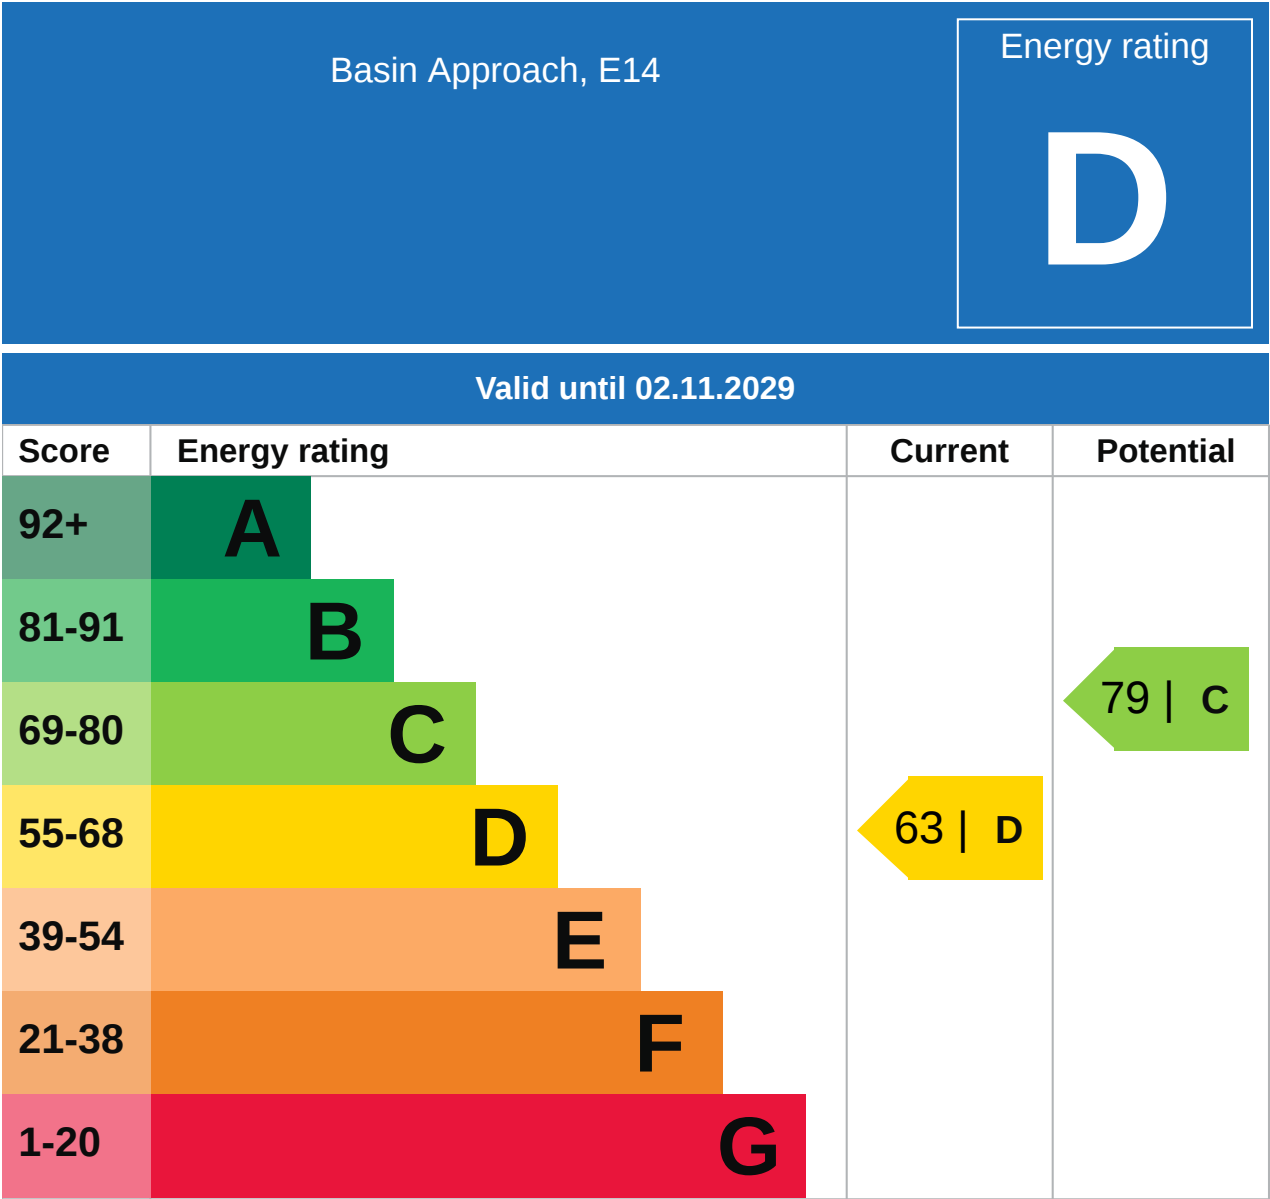 Basin Approach, E14
Energy rating
D
Valid until 02.11.2029
Score Energy rating Current Potential
92+ A
81-91 B
69-80 C
79 | C
55-68 D
63 | D
39-54 E
21-38 F
1-20 G